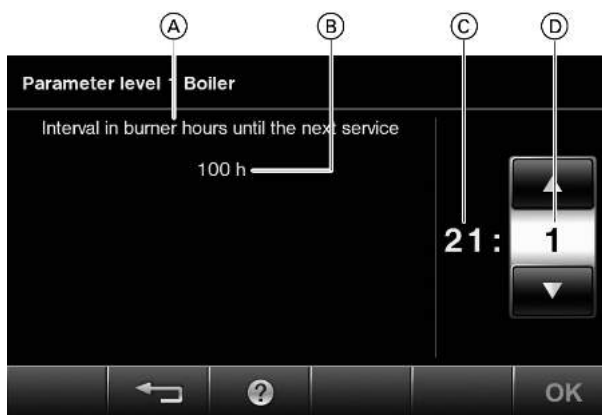 A B C D
Parameter level 1 Boiler
Interval in burner hours until the next service
100 h
21: 1
? OK